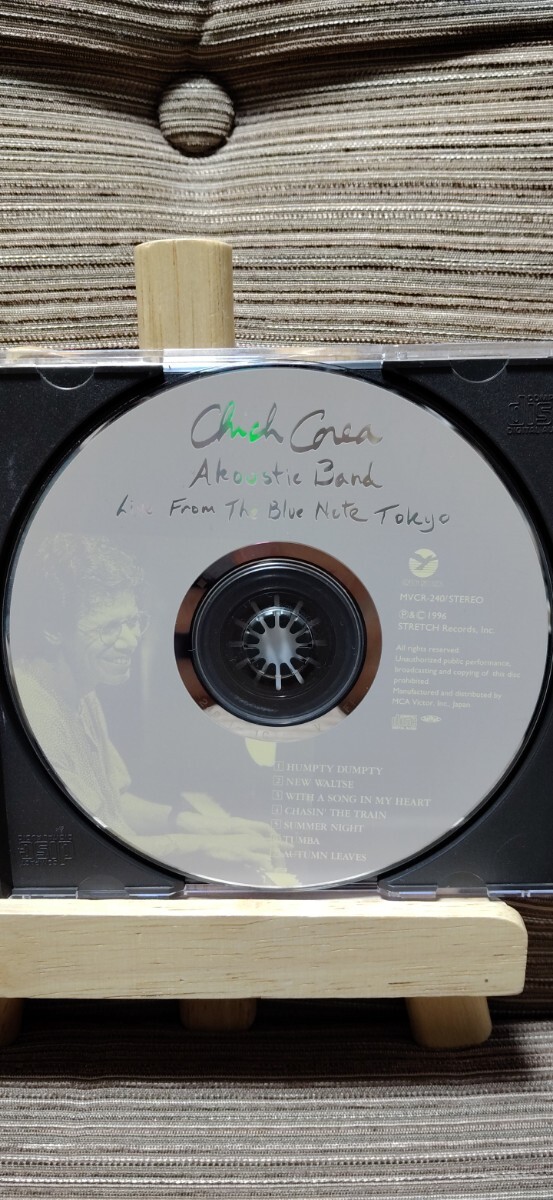 Chick Corea
Akoustic Band
Live From The Blue Note Tokyo
MVCR-240/STEREO
Ⓟ&© 1996
STRETCH Records, Inc.
All rights reserved.
Unauthorized public performance,
broadcasting and copying of this disc
prohibited.
Manufactured and distributed by
MCA Victor, Inc., Japan
1 HUMPTY DUMPTY
2 NEW WALTSE
3 WITH A SONG IN MY HEART
4 CHASIN' THE TRAIN
5 SUMMER NIGHT
TUMBA
AUTUMN LEAVES